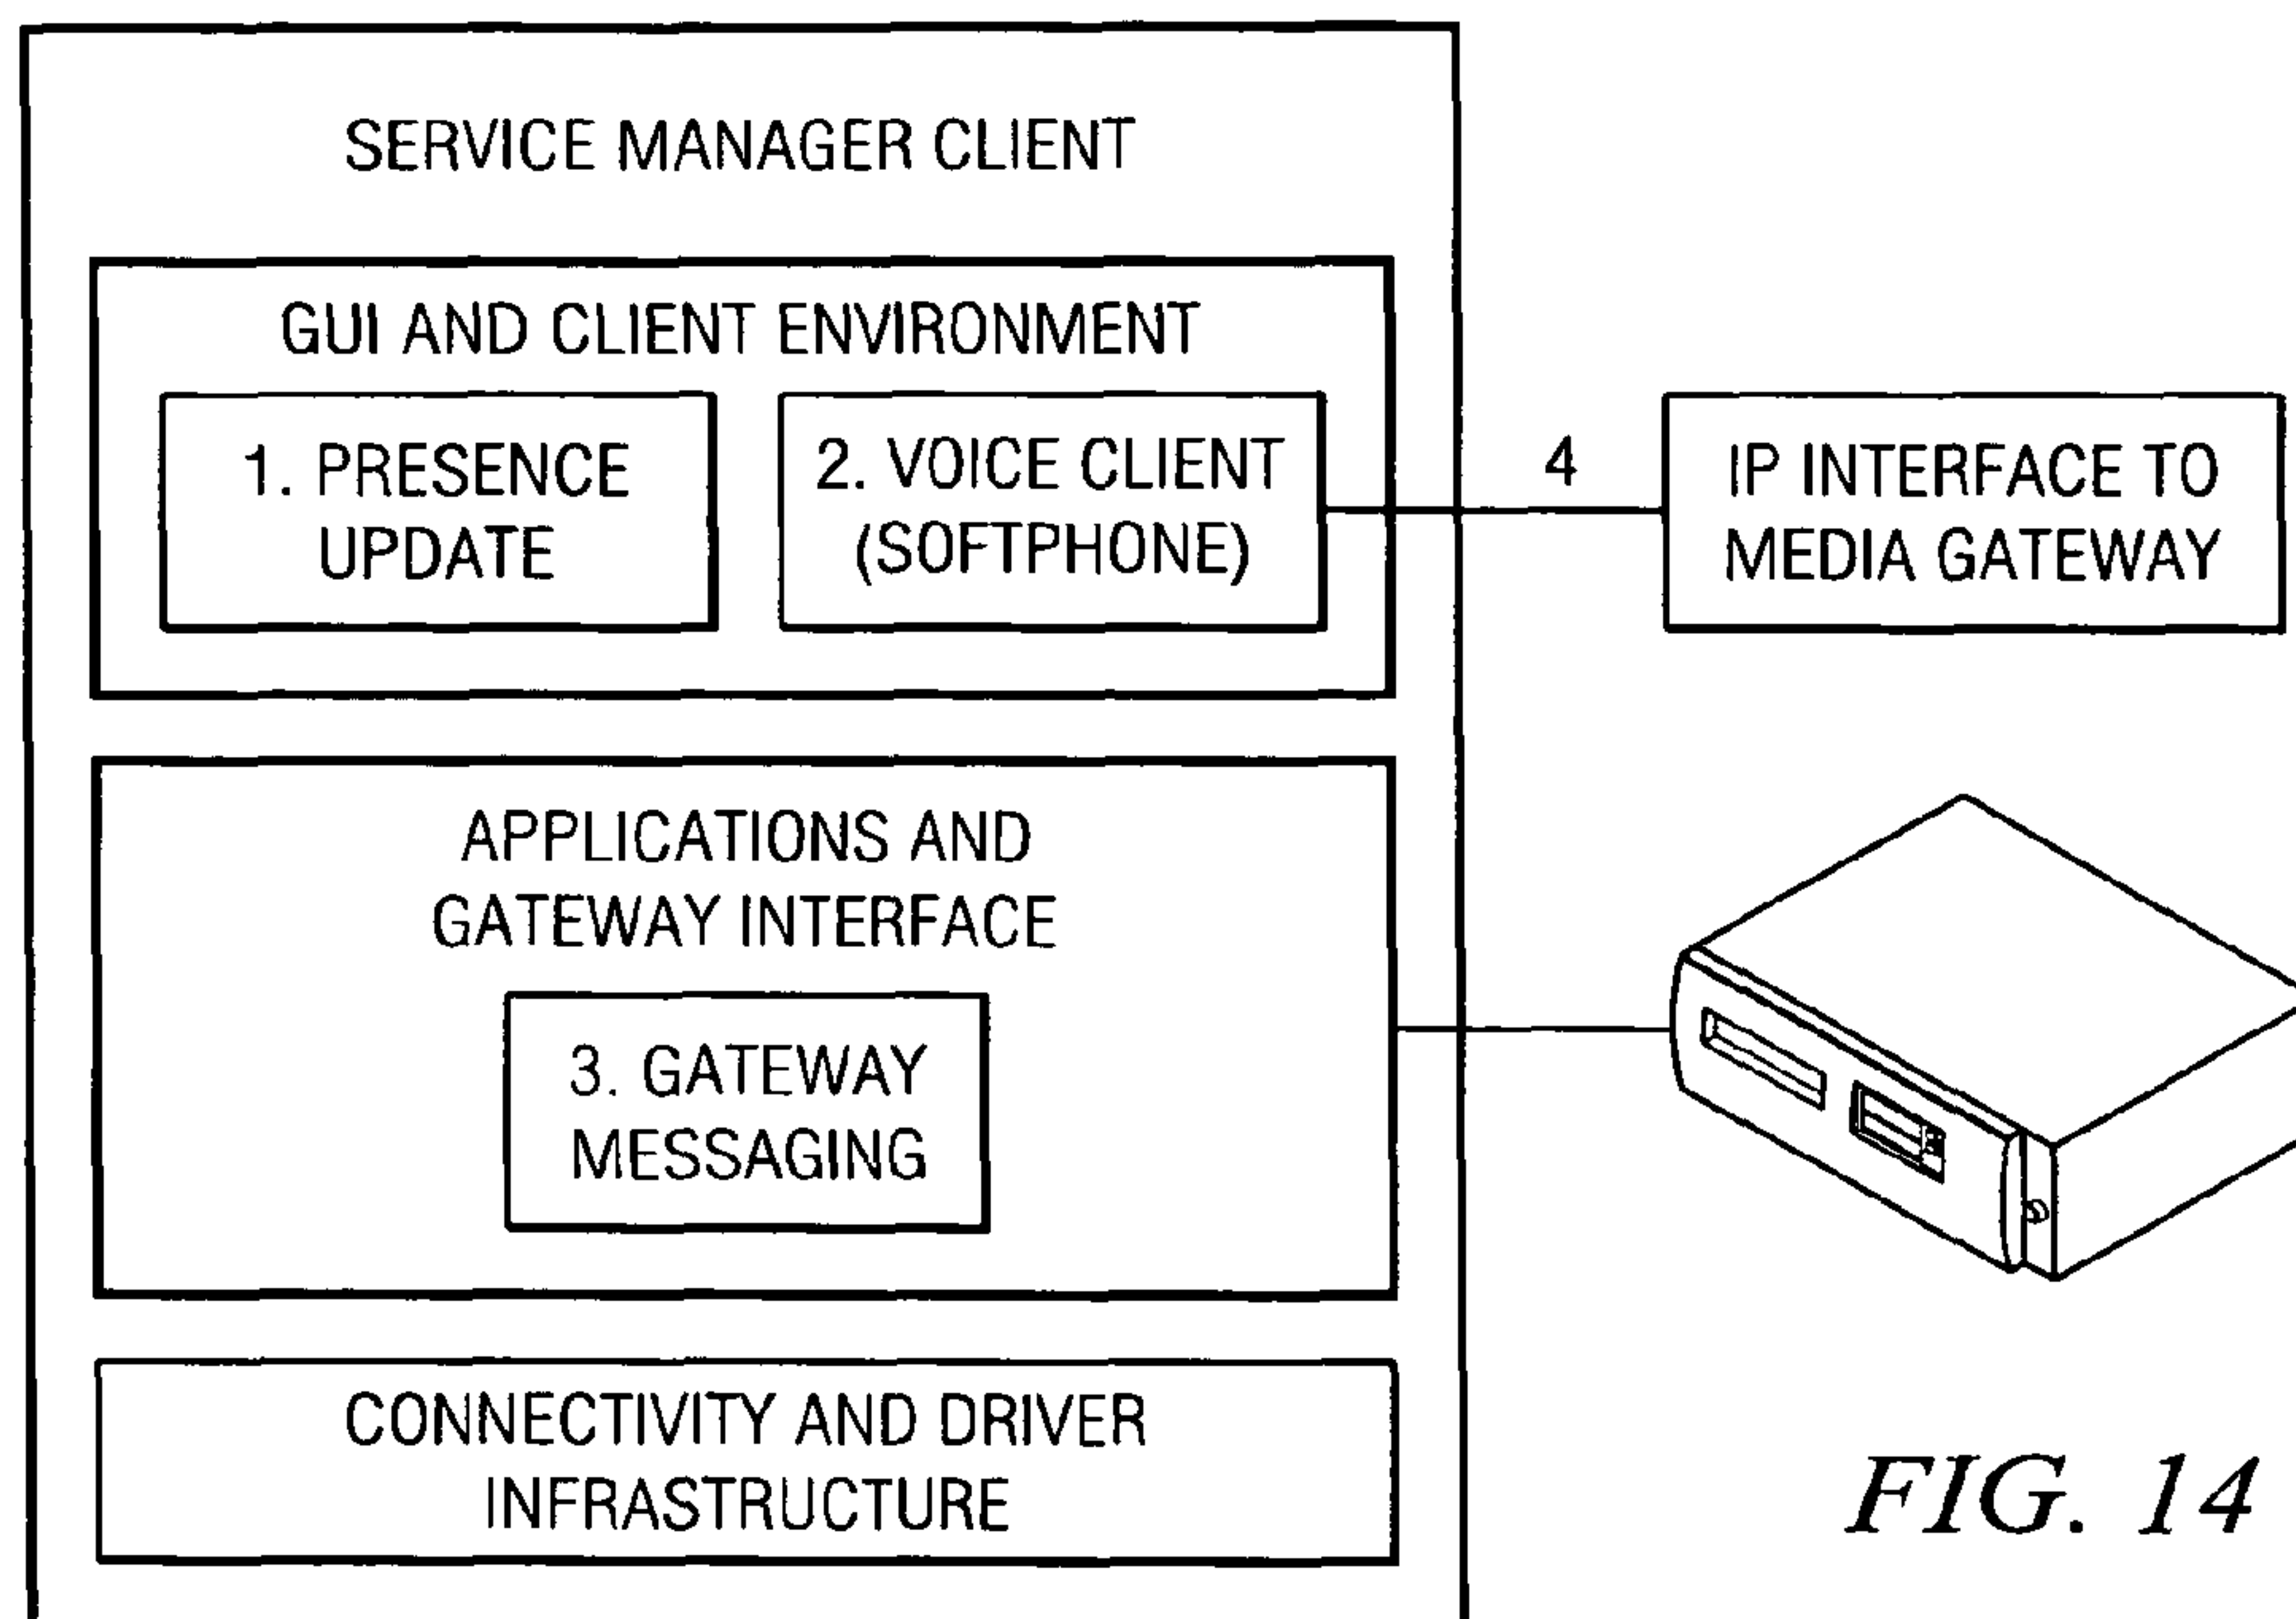 SERVICE MANAGER CLIENT
GUI AND CLIENT ENVIRONMENT
1. PRESENCE
UPDATE
2. VOICE CLIENT
(SOFTPHONE)
4
IP INTERFACE TO
MEDIA GATEWAY
APPLICATIONS AND
GATEWAY INTERFACE
3. GATEWAY
MESSAGING
CONNECTIVITY AND DRIVER
INFRASTRUCTURE
FIG. 14